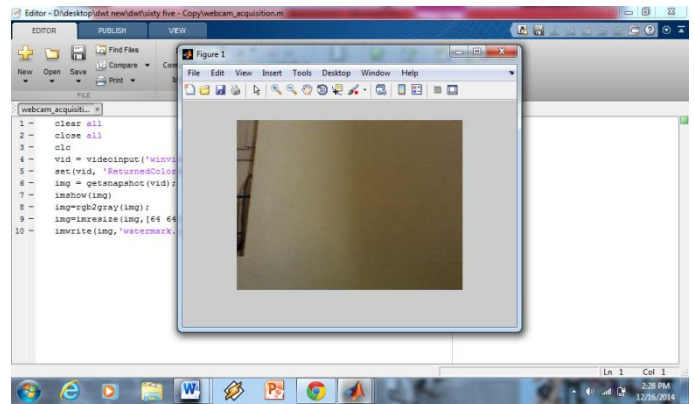 Editor - D:\desktop\dwt new\dwt\sixty five - Copy\webcam_acquisition.m
EDITOR PUBLISH VIEW
New Open Save
Find Files
Compare
Print
FILE
webcam_acquisiti...
Figure 1
File Edit View Insert Tools Desktop Window Help
1 - clear all
2 - close all
3 - clc
4 - vid = videoinput('winvi
5 - set(vid, 'ReturnedColor
6 - img = getsnapshot(vid);
7 - imshow(img)
8 - img=rgb2gray(img);
9 - img=imresize(img,[64 64
10 - imwrite(img,'watermark.
Ln 1 Col 1
2:28 PM
12/16/2014